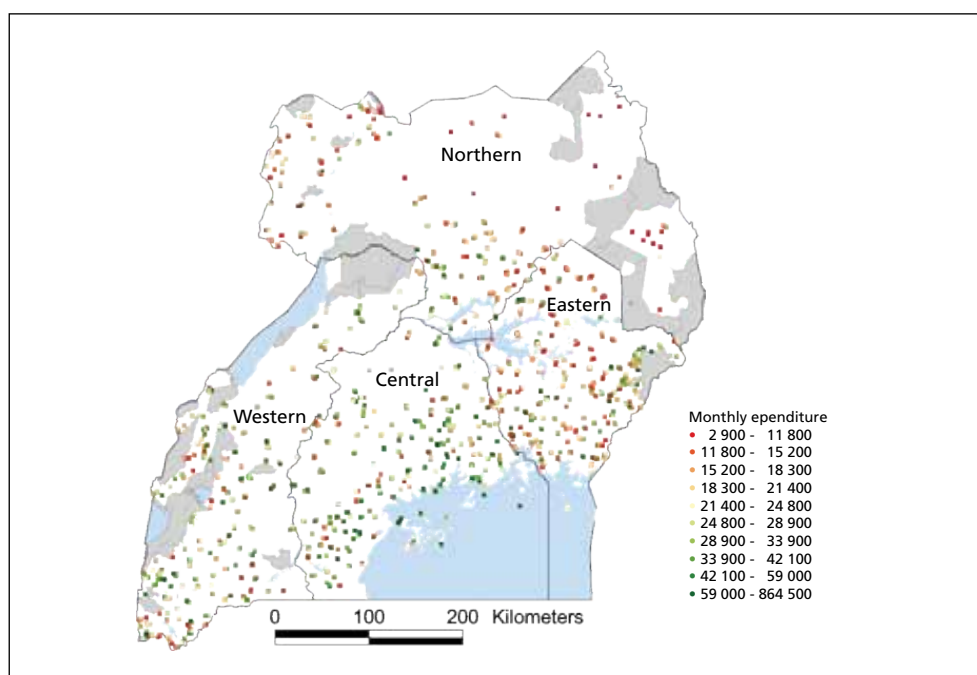 Northern
Eastern
Central
Western
Monthly ependiture
2 900 - 11 800
11 800 - 15 200
15 200 - 18 300
18 300 - 21 400
21 400 - 24 800
24 800 - 28 900
28 900 - 33 900
33 900 - 42 100
42 100 - 59 000
59 000 - 864 500
0 100 200 Kilometers